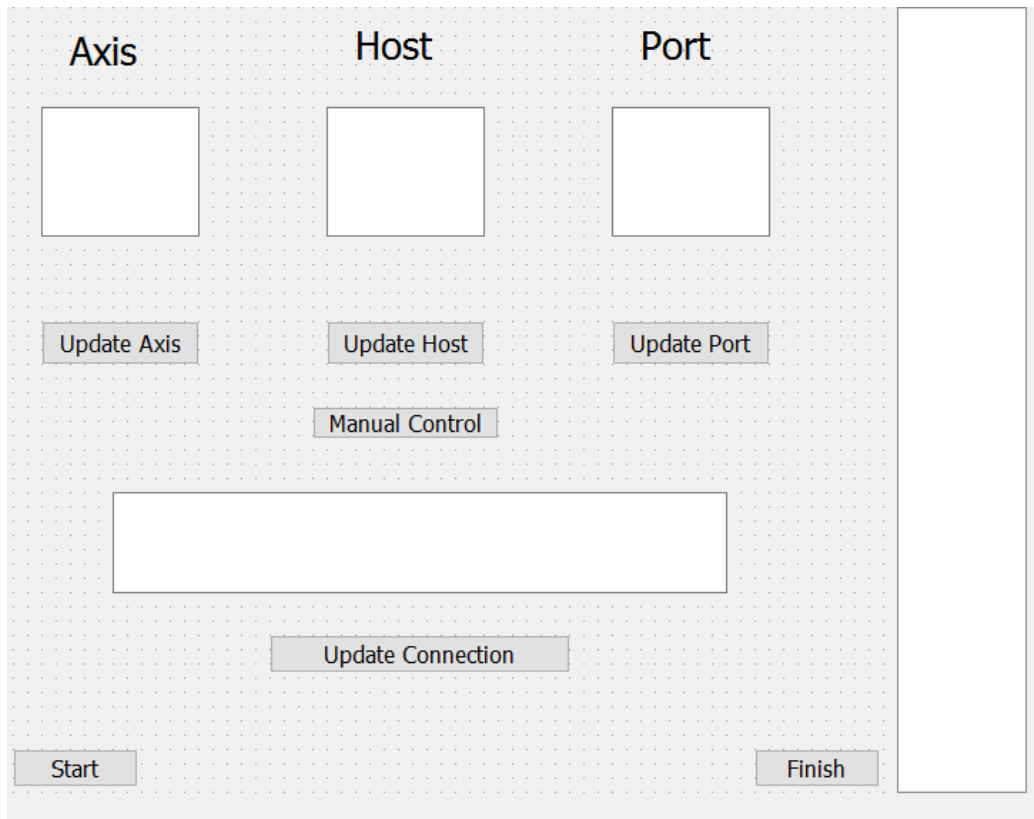 Axis
Host
Port
Update Axis
Update Host
Update Port
Manual Control
Update Connection
Start
Finish